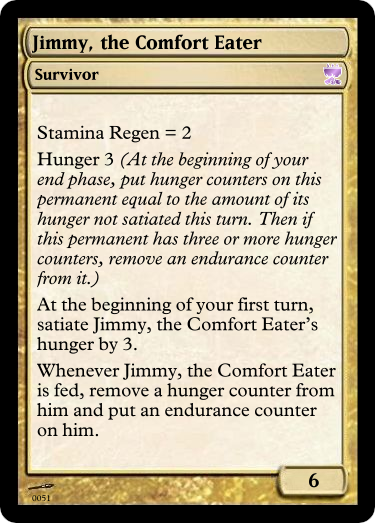 Jimmy, the Comfort Eater
Survivor
Stamina Regen = 2
Hunger 3 (At the beginning of your
end phase, put hunger counters on this
permanent equal to the amount of its
hunger not satiated this turn. Then if
this permanent has three or more hunger
counters, remove an endurance counter
from it.)
At the beginning of your first turn,
satiate Jimmy, the Comfort Eater's
hunger by 3.
Whenever Jimmy, the Comfort Eater
is fed, remove a hunger counter from
him and put an endurance counter
on him.
6
0051